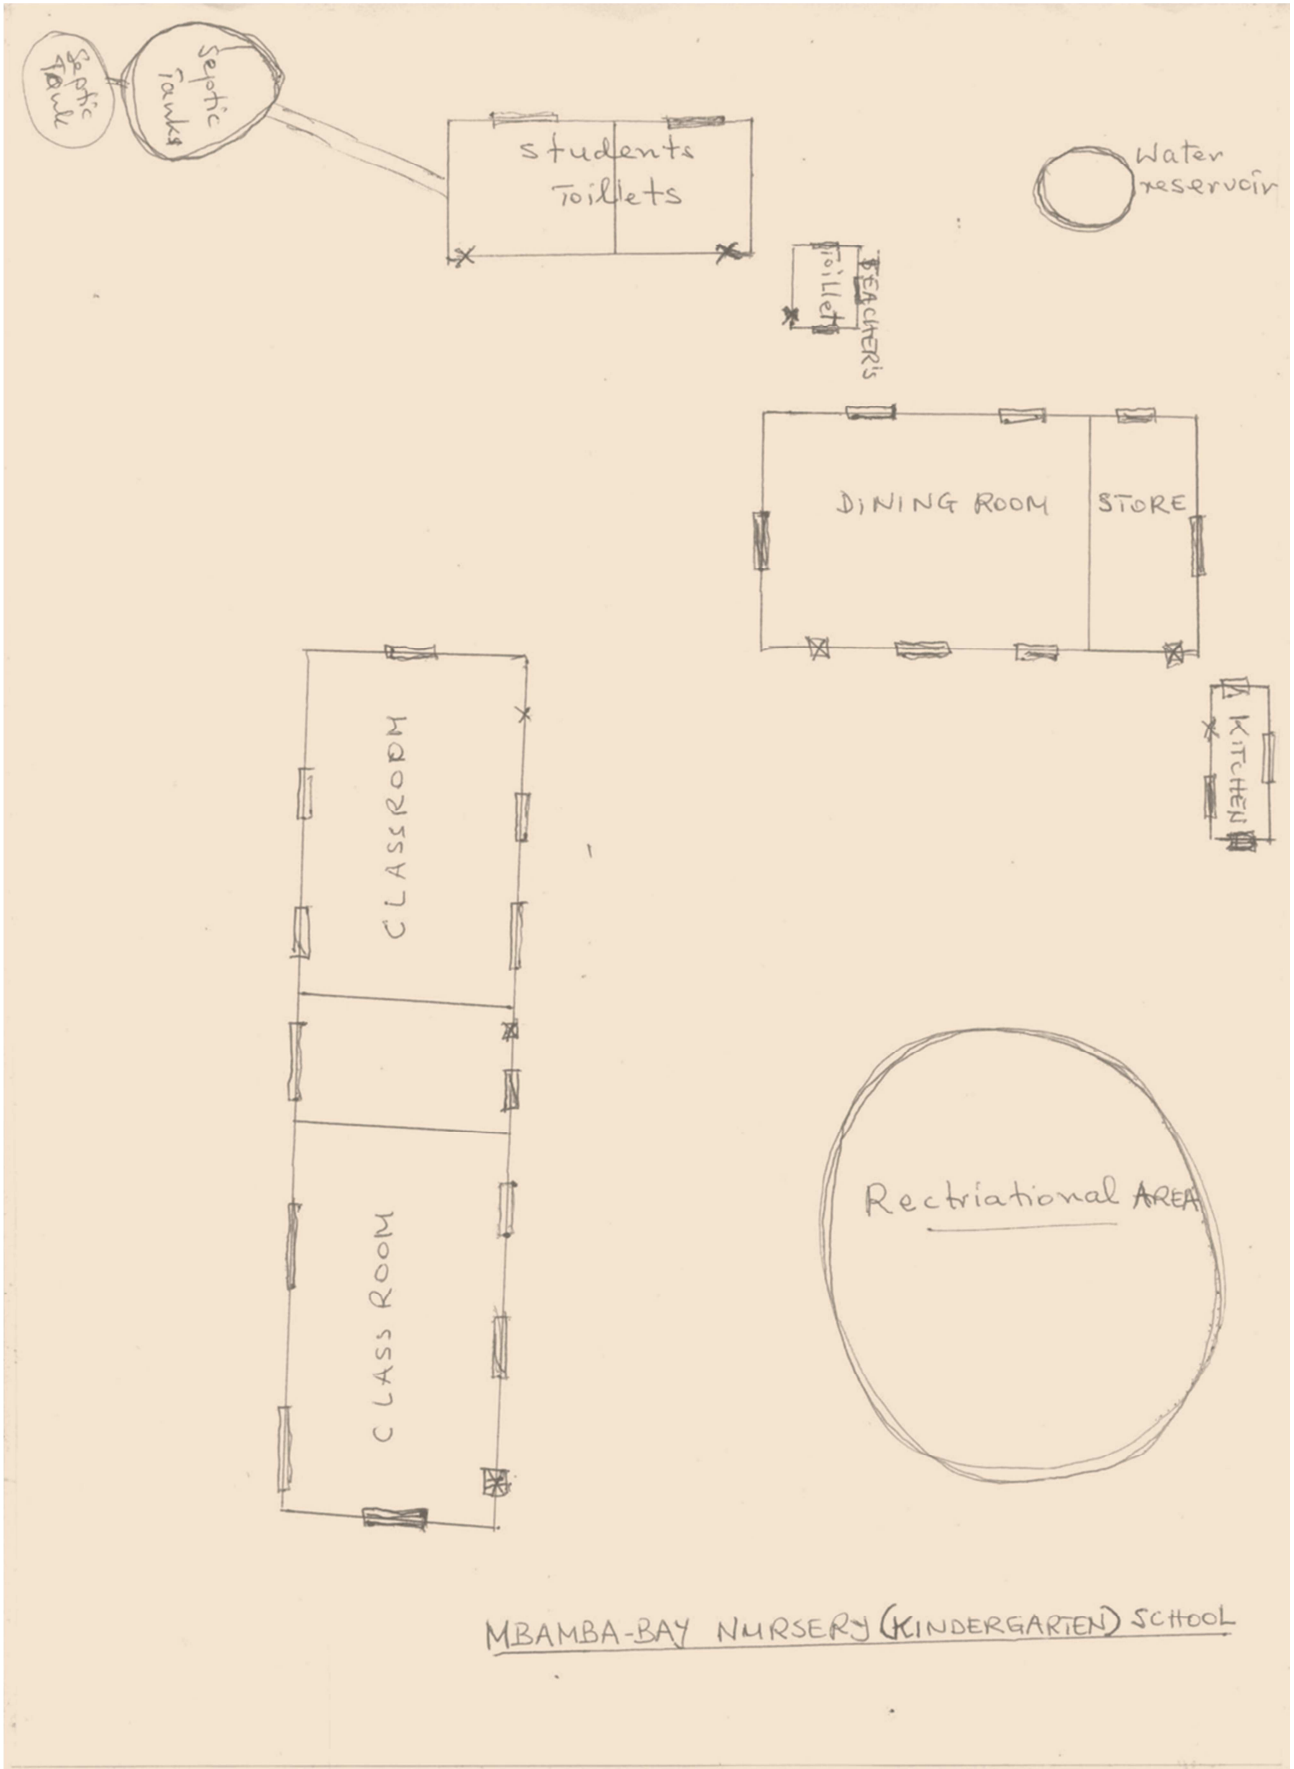 Septic
Tank
Septic
Tanks
Students
Toillets
Water
reservoir
Toillet
TEACHER'S
DINING ROOM
STORE
KITCHEN
CLASSROOM
CLASS ROOM
Rectriational AREA
MBAMBA-BAY NURSERY (KINDERGARTEN) SCHOOL